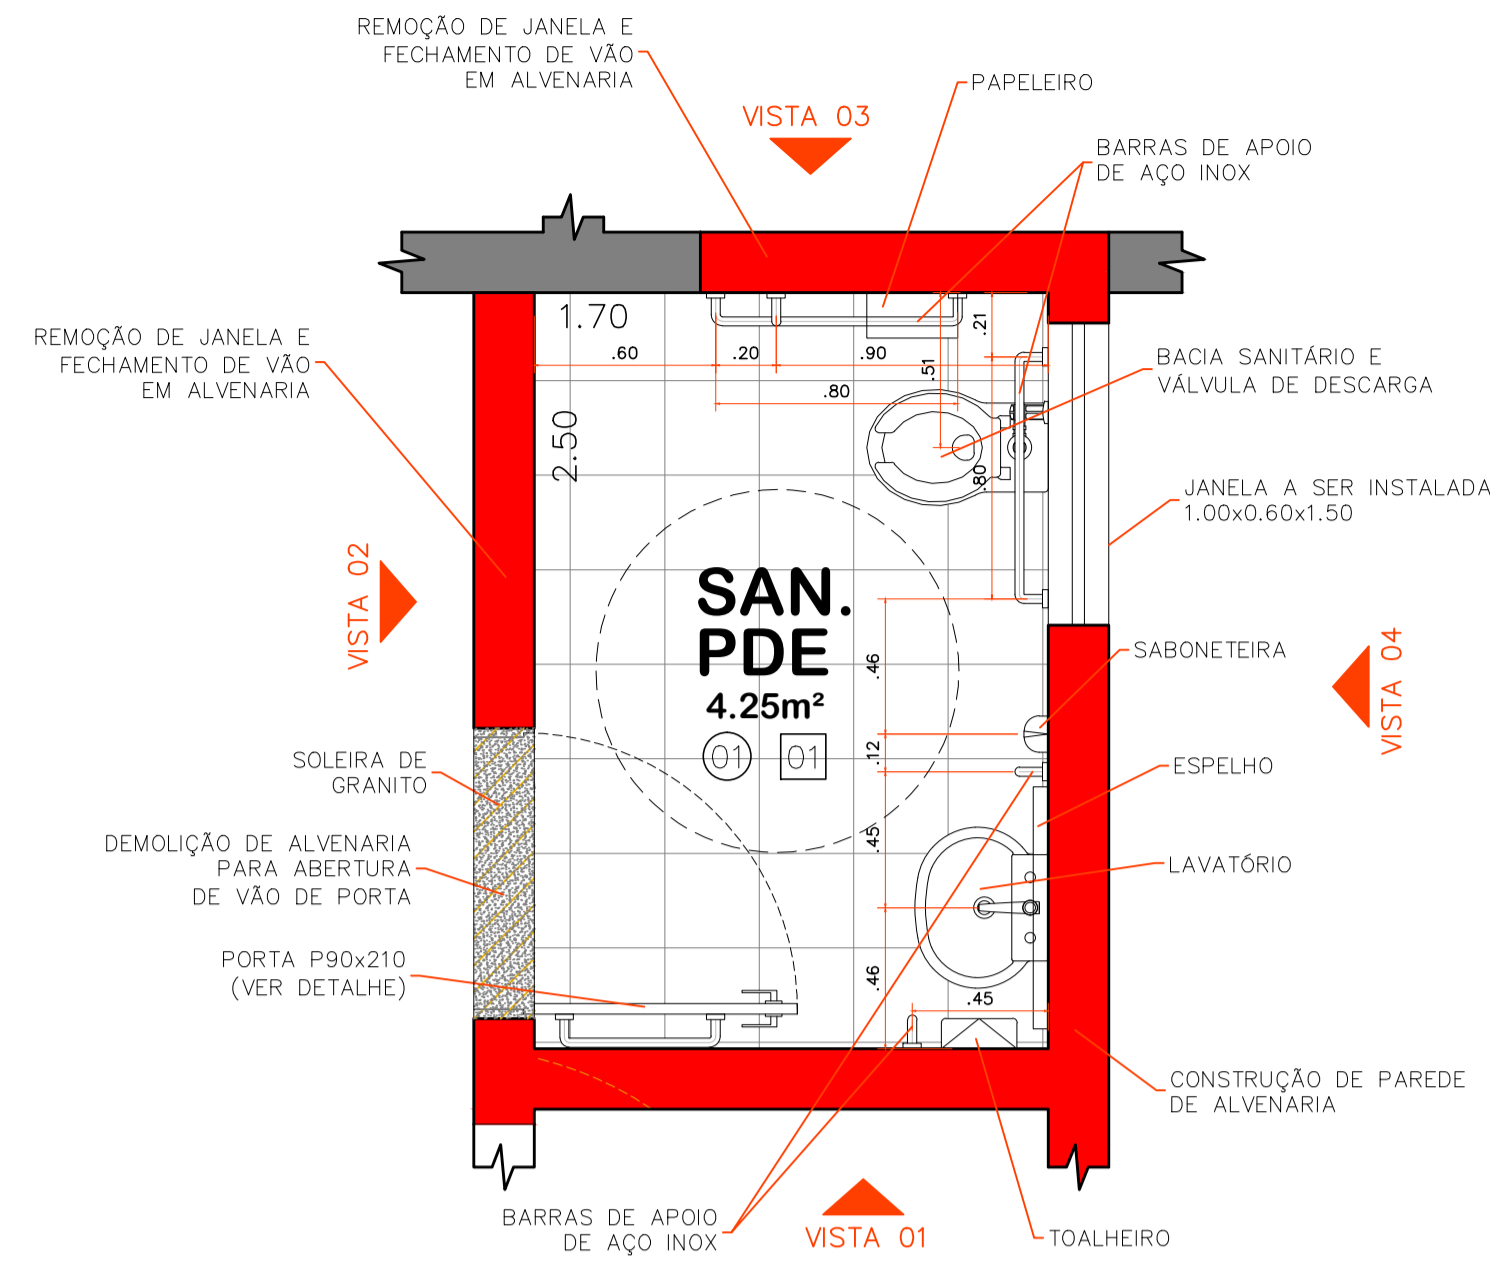 REMOÇÃO DE JANELA E
FECHAMENTO DE VÃO
EM ALVENARIA
PAPELEIRO
VISTA 03
BARRAS DE APOIO
DE AÇO INOX
1.70
.60
.20
.90
.21
.51
.80
REMOÇÃO DE JANELA E
FECHAMENTO DE VÃO
EM ALVENARIA
BACIA SANITÁRIO E
VÁLVULA DE DESCARGA
2.50
.80
JANELA A SER INSTALADA
1.00x0.60x1.50
VISTA 02
SAN.
PDE
4.25m²
01
01
.46
SABONETEIRA
VISTA 04
.12
SOLEIRA DE
GRANITO
ESPELHO
DEMOLIÇÃO DE ALVENARIA
PARA ABERTURA
DE VÃO DE PORTA
.45
LAVATÓRIO
PORTA P90x210
(VER DETALHE)
.46
.45
CONSTRUÇÃO DE PAREDE
DE ALVENARIA
BARRAS DE APOIO
DE AÇO INOX
VISTA 01
TOALHEIRO